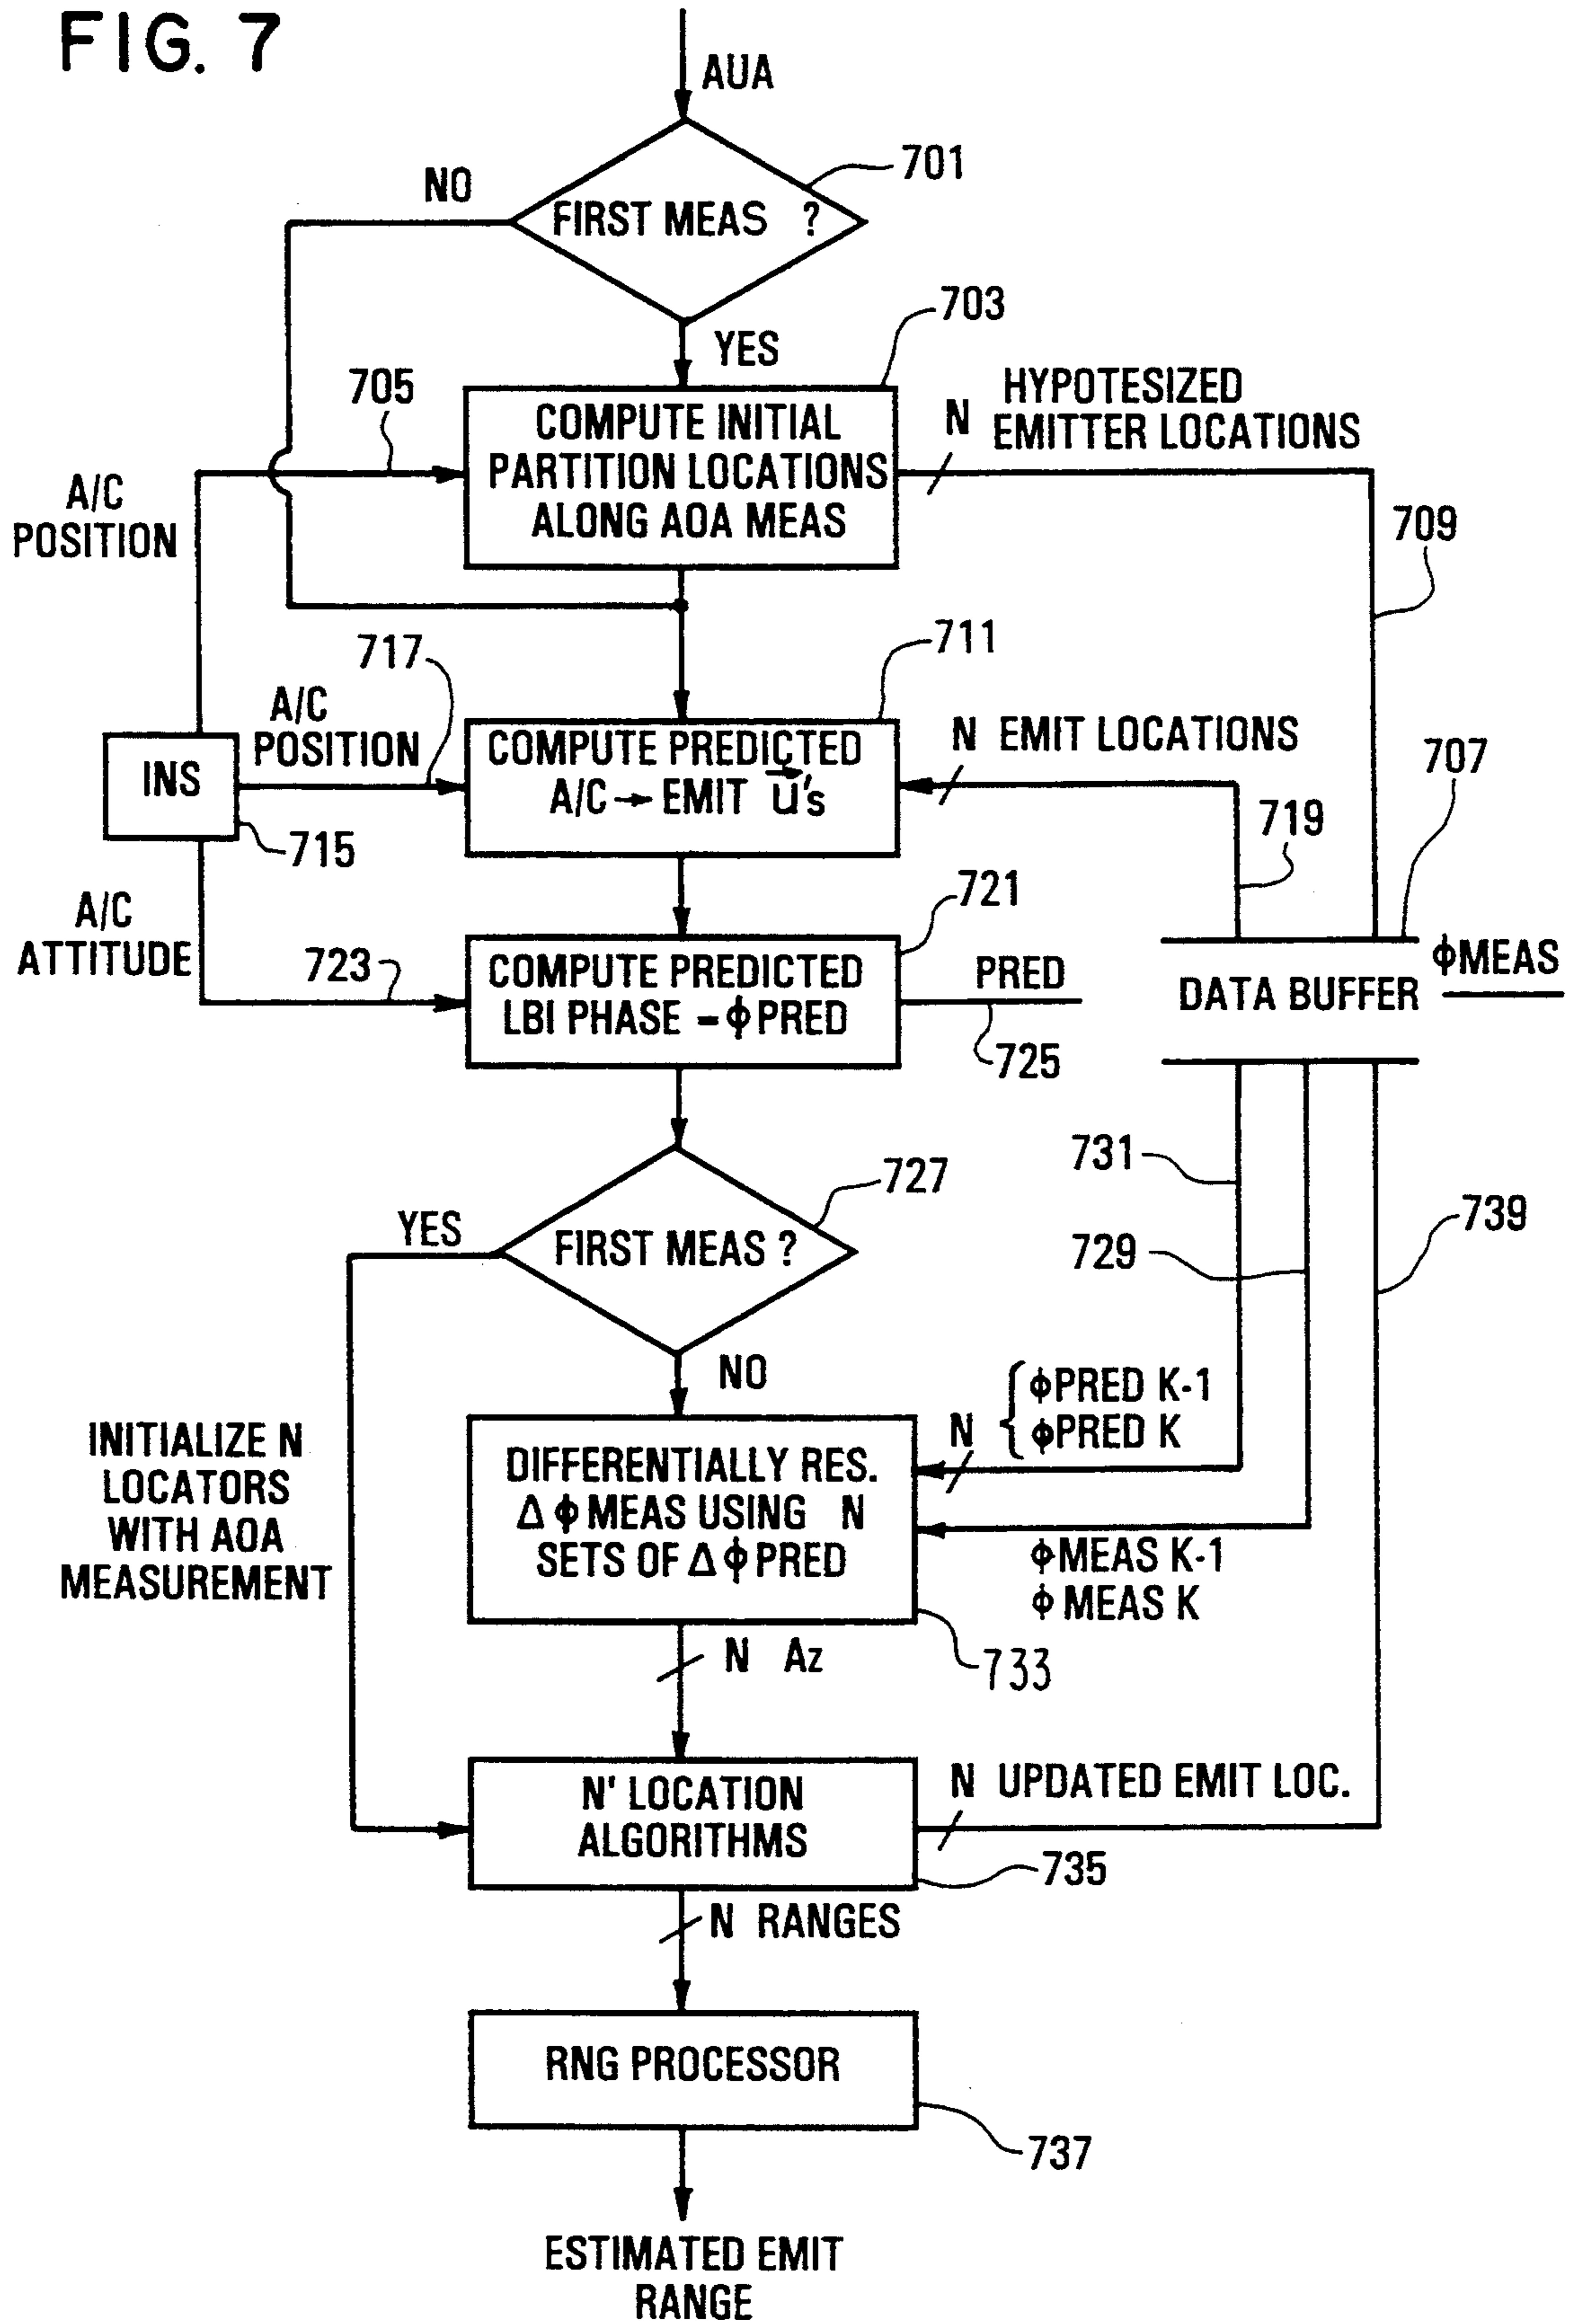 FIG. 7
AUA
701
NO
FIRST MEAS ?
703
YES
705
HYPOTESIZED
N EMITTER LOCATIONS
COMPUTE INITIAL
PARTITION LOCATIONS
ALONG AOA MEAS
A/C
POSITION
709
711
717
A/C
POSITION
COMPUTE PREDICTED
A/C → EMIT u⃗'s
N EMIT LOCATIONS
707
INS
715
719
721
A/C
ATTITUDE
723
COMPUTE PREDICTED
LBI PHASE - ϕ PRED
PRED
725
DATA BUFFER
ϕMEAS
731
727
YES
FIRST MEAS ?
729
739
NO
N { ϕPRED K-1
ϕPRED K
INITIALIZE N
LOCATORS
WITH AOA
MEASUREMENT
DIFFERENTIALLY RES.
Δ ϕ MEAS USING N
SETS OF Δ ϕ PRED
ϕMEAS K-1
ϕ MEAS K
733
N Az
N' LOCATION
ALGORITHMS
N UPDATED EMIT LOC.
735
N RANGES
RNG PROCESSOR
737
ESTIMATED EMIT
RANGE